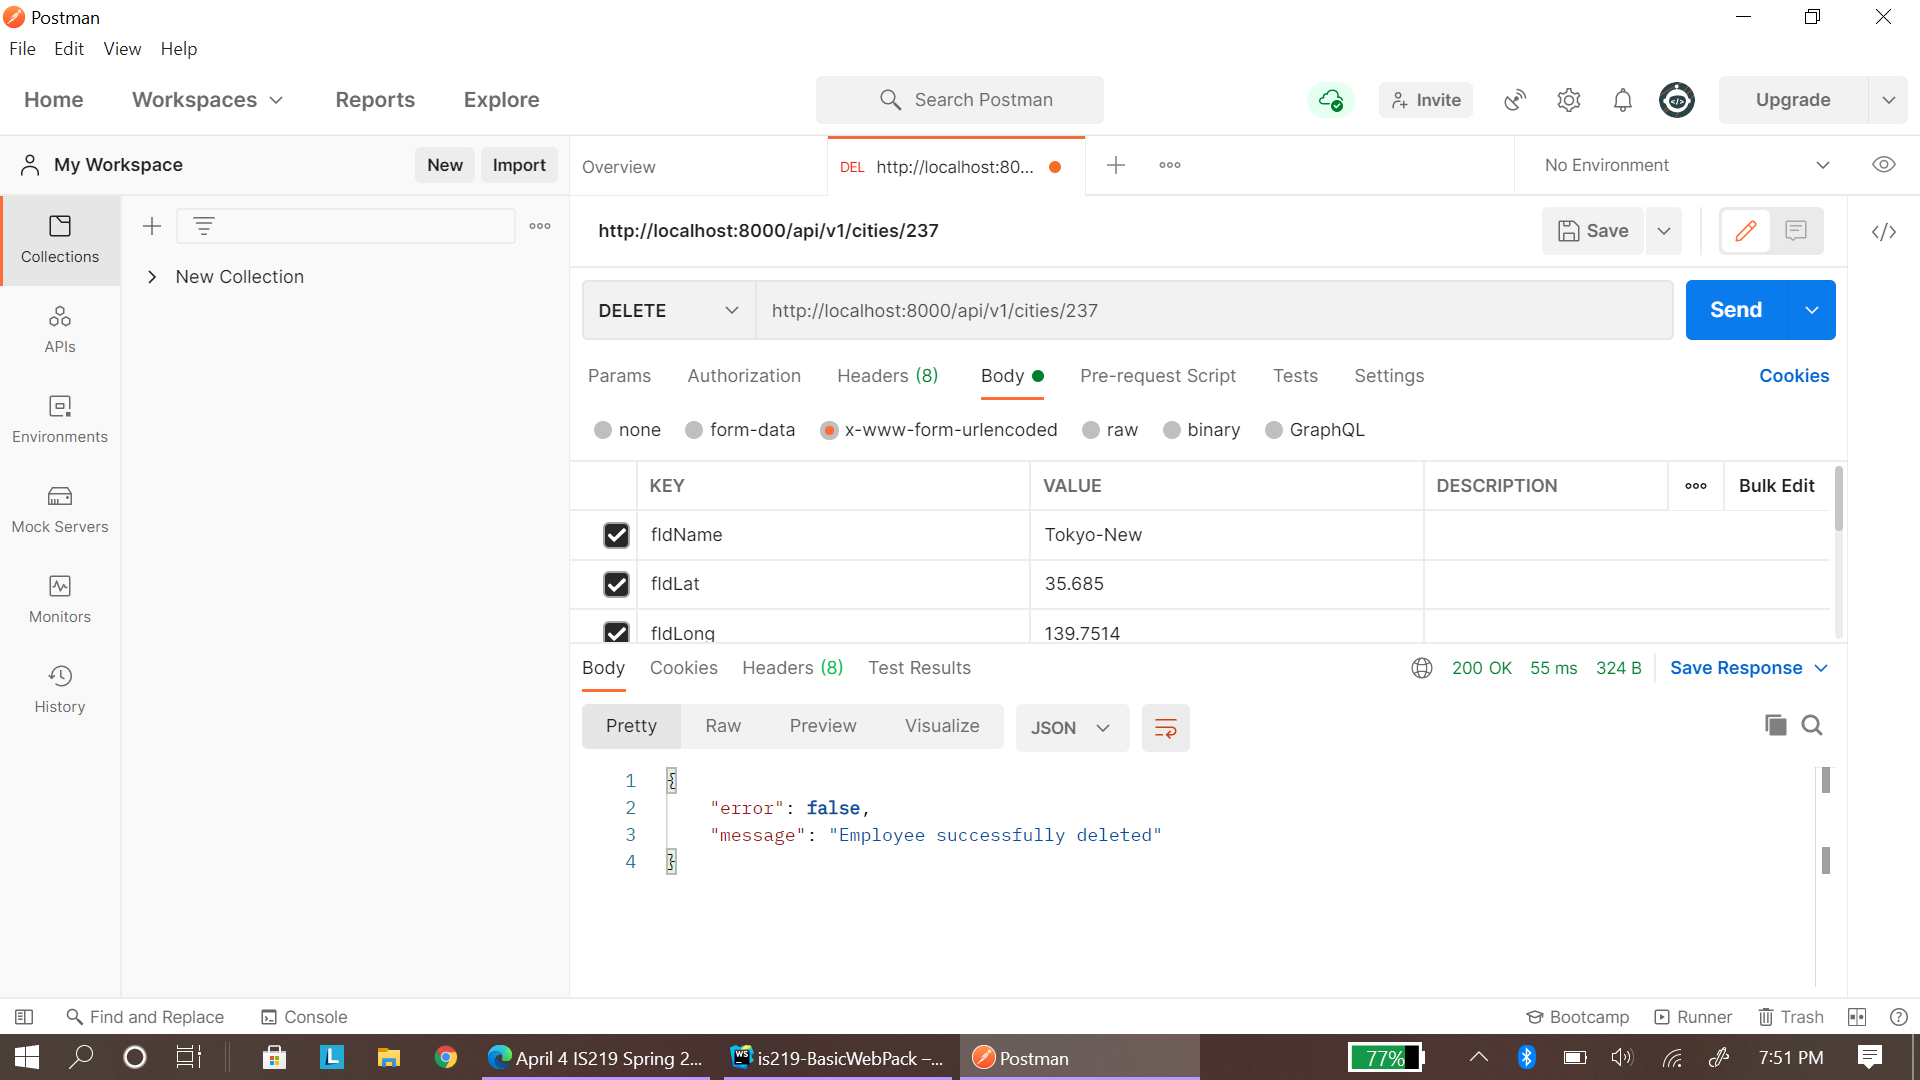 Postman
File Edit View Help
Home Workspaces Reports Explore Search Postman Invite Upgrade
My Workspace New Import Overview DEL http://localhost:80... No Environment
http://localhost:8000/api/v1/cities/237 Save
Collections
New Collection
DELETE http://localhost:8000/api/v1/cities/237 Send
APIs
Params Authorization Headers (8) Body Pre-request Script Tests Settings Cookies
Environments
none form-data x-www-form-urlencoded raw binary GraphQL
KEY VALUE DESCRIPTION Bulk Edit
Mock Servers
fldName Tokyo-New
fldLat 35.685
Monitors
fldLong 139.7514
Body Cookies Headers (8) Test Results 200 OK 55 ms 324 B Save Response
History
Pretty Raw Preview Visualize JSON
1 {
2 "error": false,
3 "message": "Employee successfully deleted"
4 }
Find and Replace Console Bootcamp Runner Trash
L April 4 IS219 Spring 2... WS is219-BasicWebPack –... Postman 77% 7:51 PM